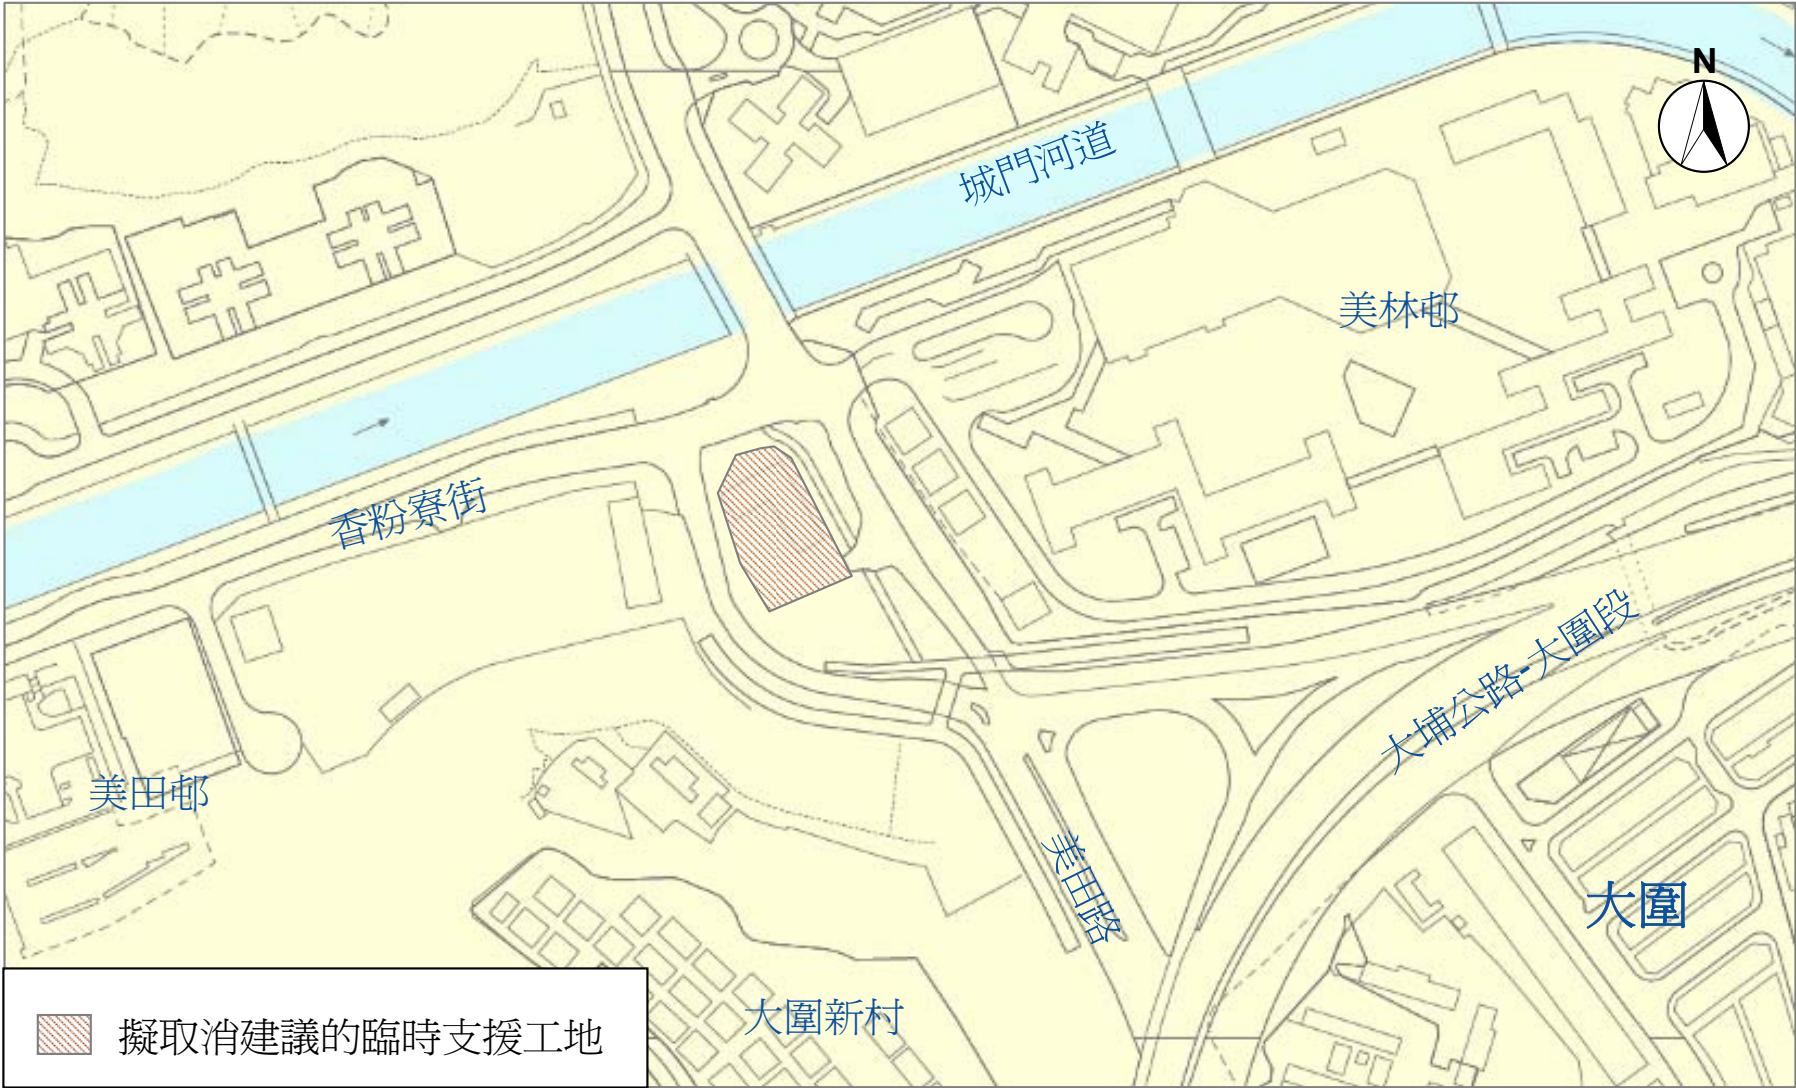 N
城門河道
美林邨
香粉寮街
大埔公路-大圍段
美田邨
美田路
大圍
大圍新村
擬取消建議的臨時支援工地